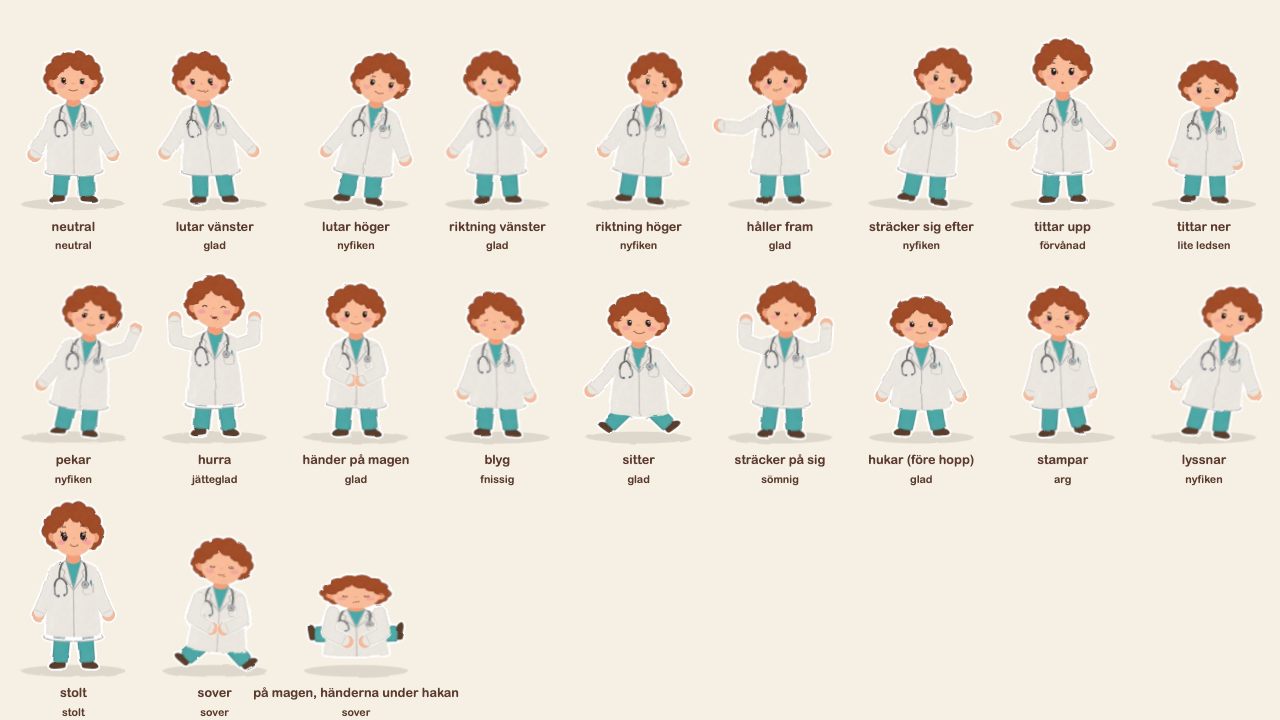 neutral
neutral
lutar vänster
glad
lutar höger
nyfiken
riktning vänster
glad
riktning höger
nyfiken
håller fram
glad
sträcker sig efter
nyfiken
tittar upp
förvånad
tittar ner
lite ledsen
pekar
nyfiken
hurra
jätteglad
händer på magen
glad
blyg
fnissig
sitter
glad
sträcker på sig
sömnig
hukar (före hopp)
glad
stampar
arg
lyssnar
nyfiken
stolt
stolt
sover
sover
på magen, händerna under hakan
sover